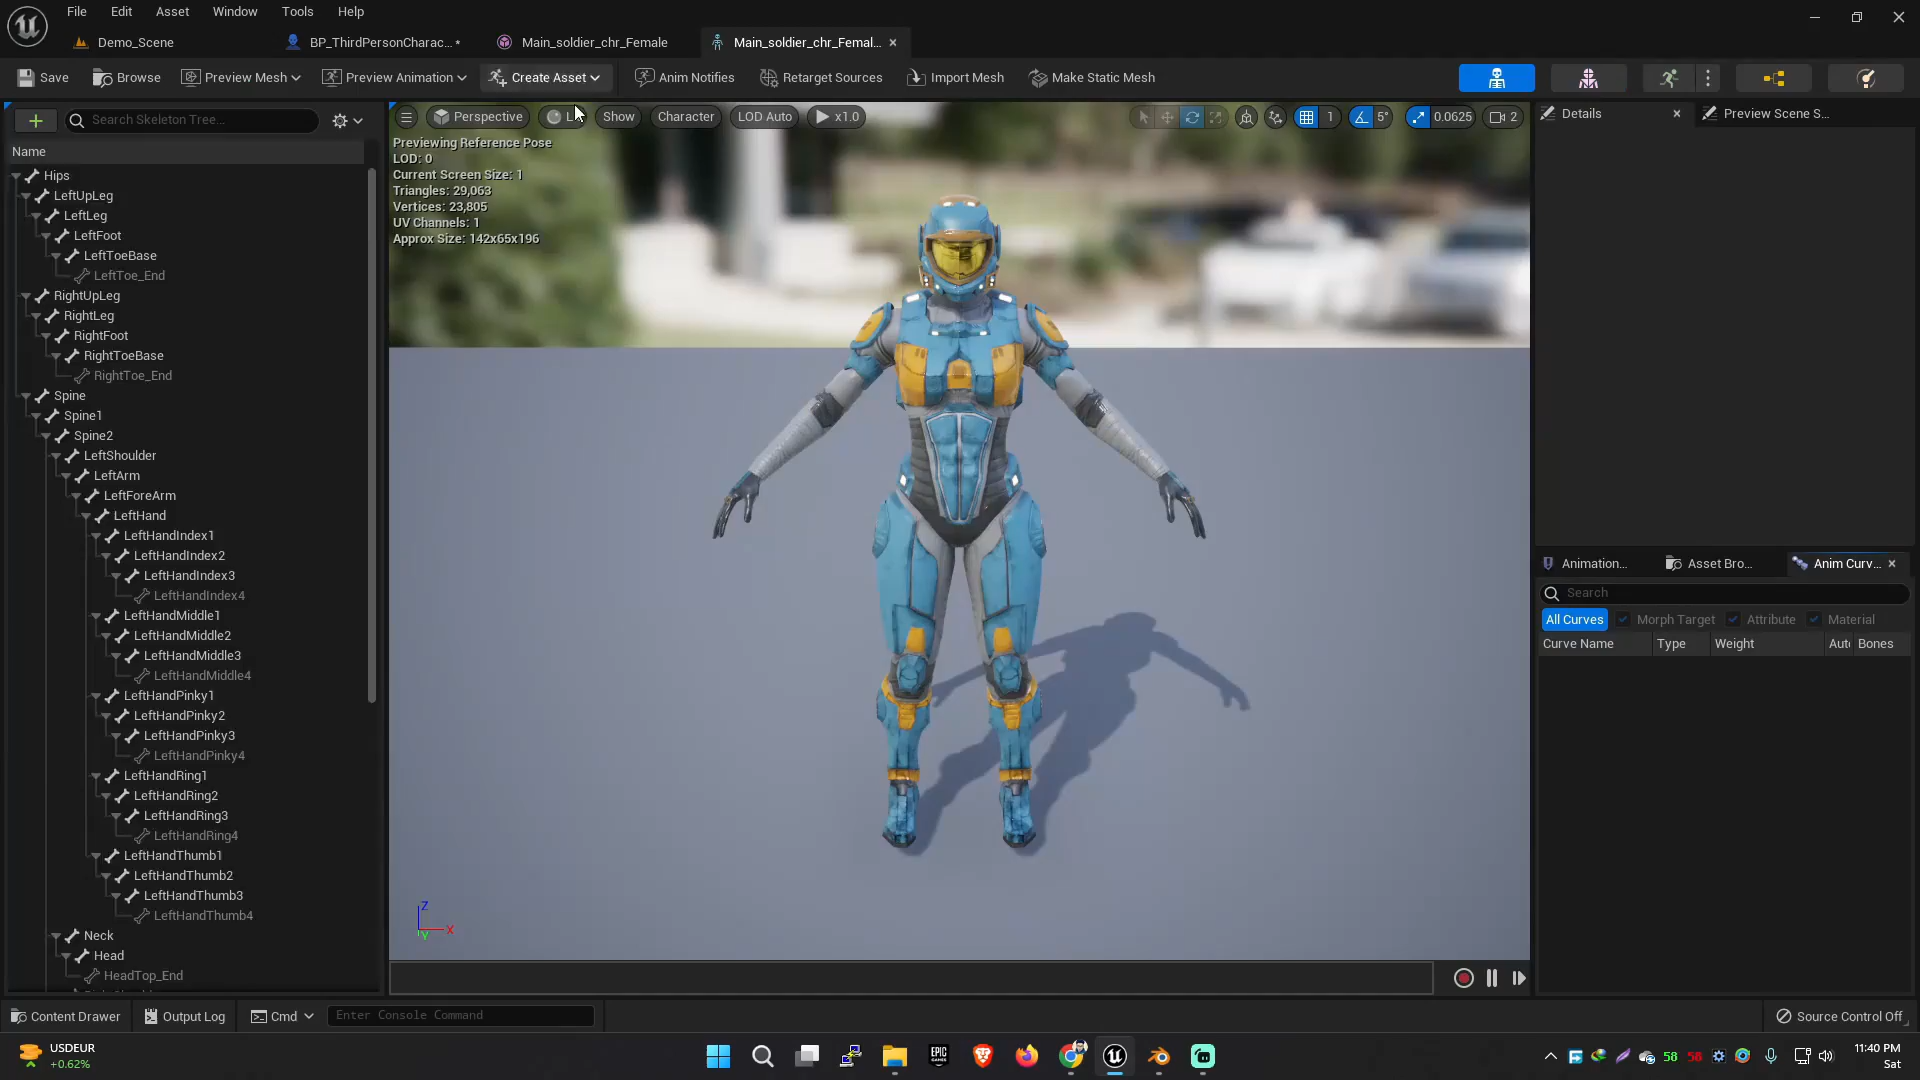 File Edit Asset Window Tools Help
Demo_Scene BP_ThirdPersonCharac... * Main_soldier_chr_Female Main_soldier_chr_Femal...
Save Browse Preview Mesh Preview Animation Create Asset Anim Notifies Retarget Sources Import Mesh Make Static Mesh
Search Skeleton Tree...
Perspective Show Character LOD Auto x1.0 1 5° 0.0625 2
Details Preview Scene S...
Name
Previewing Reference Pose
LOD: 0
Current Screen Size: 1
Triangles: 29,063
Vertices: 23,805
UV Channels: 1
Approx Size: 142x65x196
Hips
LeftUpLeg
LeftLeg
LeftFoot
LeftToeBase
LeftToe_End
RightUpLeg
RightLeg
RightFoot
RightToeBase
RightToe_End
Spine
Spine1
Spine2
LeftShoulder
LeftArm
LeftForeArm
LeftHand
LeftHandIndex1
LeftHandIndex2
LeftHandIndex3
LeftHandIndex4
LeftHandMiddle1
LeftHandMiddle2
LeftHandMiddle3
LeftHandMiddle4
LeftHandPinky1
LeftHandPinky2
LeftHandPinky3
LeftHandPinky4
LeftHandRing1
LeftHandRing2
LeftHandRing3
LeftHandRing4
LeftHandThumb1
LeftHandThumb2
LeftHandThumb3
LeftHandThumb4
Neck
Head
HeadTop_End
Z
X
Y
Animation... Asset Bro... Anim Curv...
Search
All Curves Morph Target Attribute Material
Curve Name Type Weight Aut Bones
Content Drawer Output Log Cmd Enter Console Command Source Control Off
USDEUR
+0.62%
EPIC GAMES
58 58
11:40 PM
Sat